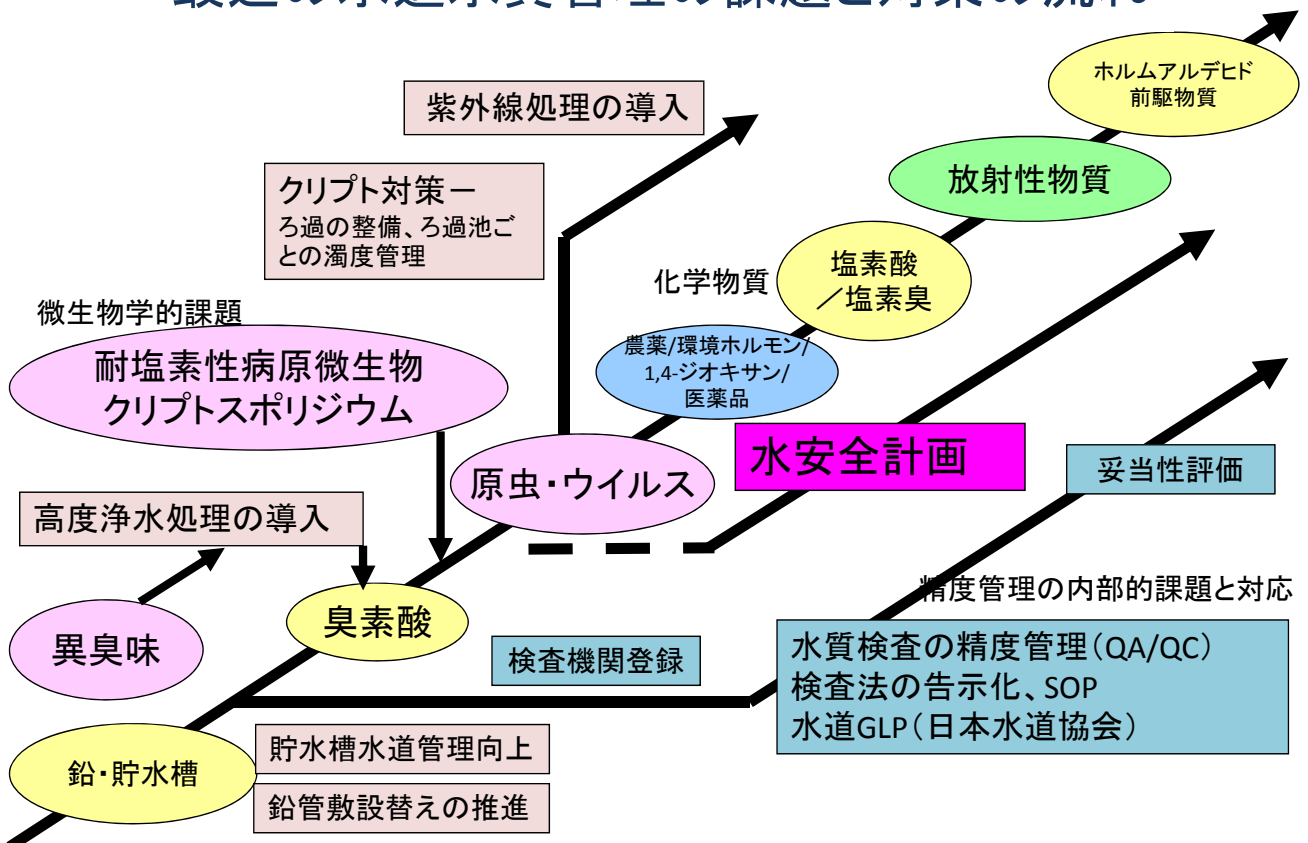 ホルムアルデヒド
前駆物質
紫外線処理の導入
放射性物質
クリプト対策－
ろ過の整備、ろ過池ご
との濁度管理
塩素酸
／塩素臭
化学物質
微生物学的課題
耐塩素性病原微生物
クリプトスポリジウム
農薬/環境ホルモン/
1,4-ジオキサン/
医薬品
水安全計画
妥当性評価
原虫・ウイルス
高度浄水処理の導入
精度管理の内部的課題と対応
異臭味
臭素酸
検査機関登録
水質検査の精度管理（QA/QC）
検査法の告示化、SOP
水道GLP（日本水道協会）
鉛・貯水槽
貯水槽水道管理向上
鉛管敷設替えの推進